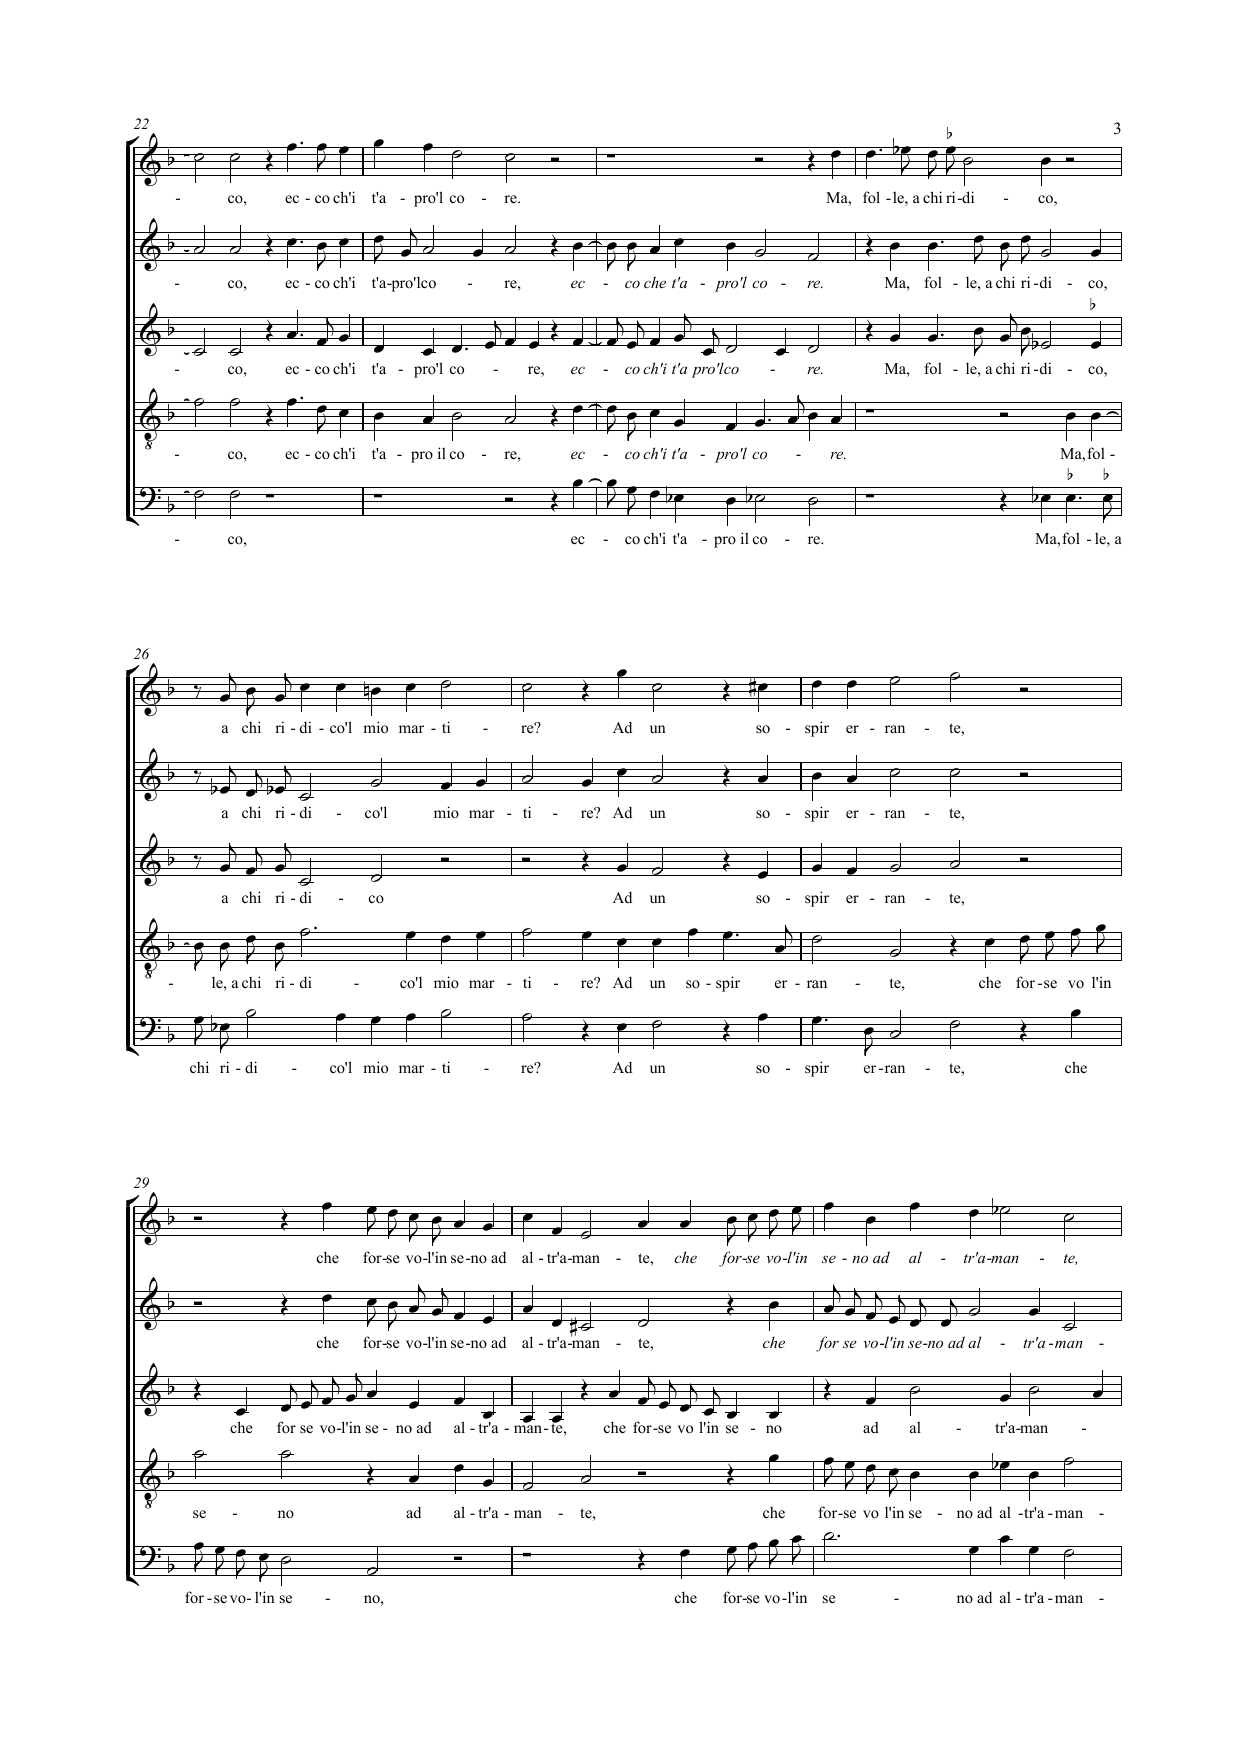 22
3
- co, ec - co ch'i t'a - pro'l co - re. Ma, fol - le, a chi ri - di - co,
- co, ec - co ch'i t'a - pro'l co - re, ec - co che t'a - pro'l co - re. Ma, fol - le, a chi ri - di - co,
- co, ec - co ch'i t'a - pro'l co - re, ec - co ch'i t'a pro'l co - re. Ma, fol - le, a chi ri - di - co,
- co, ec - co ch'i t'a - pro il co - re, ec - co ch'i t'a - pro'l co - re. Ma, fol -
- co, ec - co ch'i t'a - pro il co - re. Ma, fol - le, a
26
a chi ri - di - co'l mio mar - ti - re? Ad un so - spir er - ran - te,
a chi ri - di - co'l mio mar - ti - re? Ad un so - spir er - ran - te,
a chi ri - di - co Ad un so - spir er - ran - te,
- le, a chi ri - di - co'l mio mar - ti - re? Ad un so - spir er - ran - te, che for - se vo l'in
chi ri - di - co'l mio mar - ti - re? Ad un so - spir er - ran - te, che
29
che for - se vo - l'in se - no ad al - tr'a - man - te, che for - se vo - l'in se - no ad al - tr'a - man - te,
che for - se vo - l'in se - no ad al - tr'a - man - te, che for se vo - l'in se - no ad al - tr'a - man -
che for se vo - l'in se - no ad al - tr'a - man - te, che for - se vo l'in se - no ad al - tr'a - man -
se - no ad al - tr'a - man - te, che for - se vo l'in se - no ad al - tr'a - man -
for - se vo - l'in se - no, che for - se vo - l'in se - no ad al - tr'a - man -